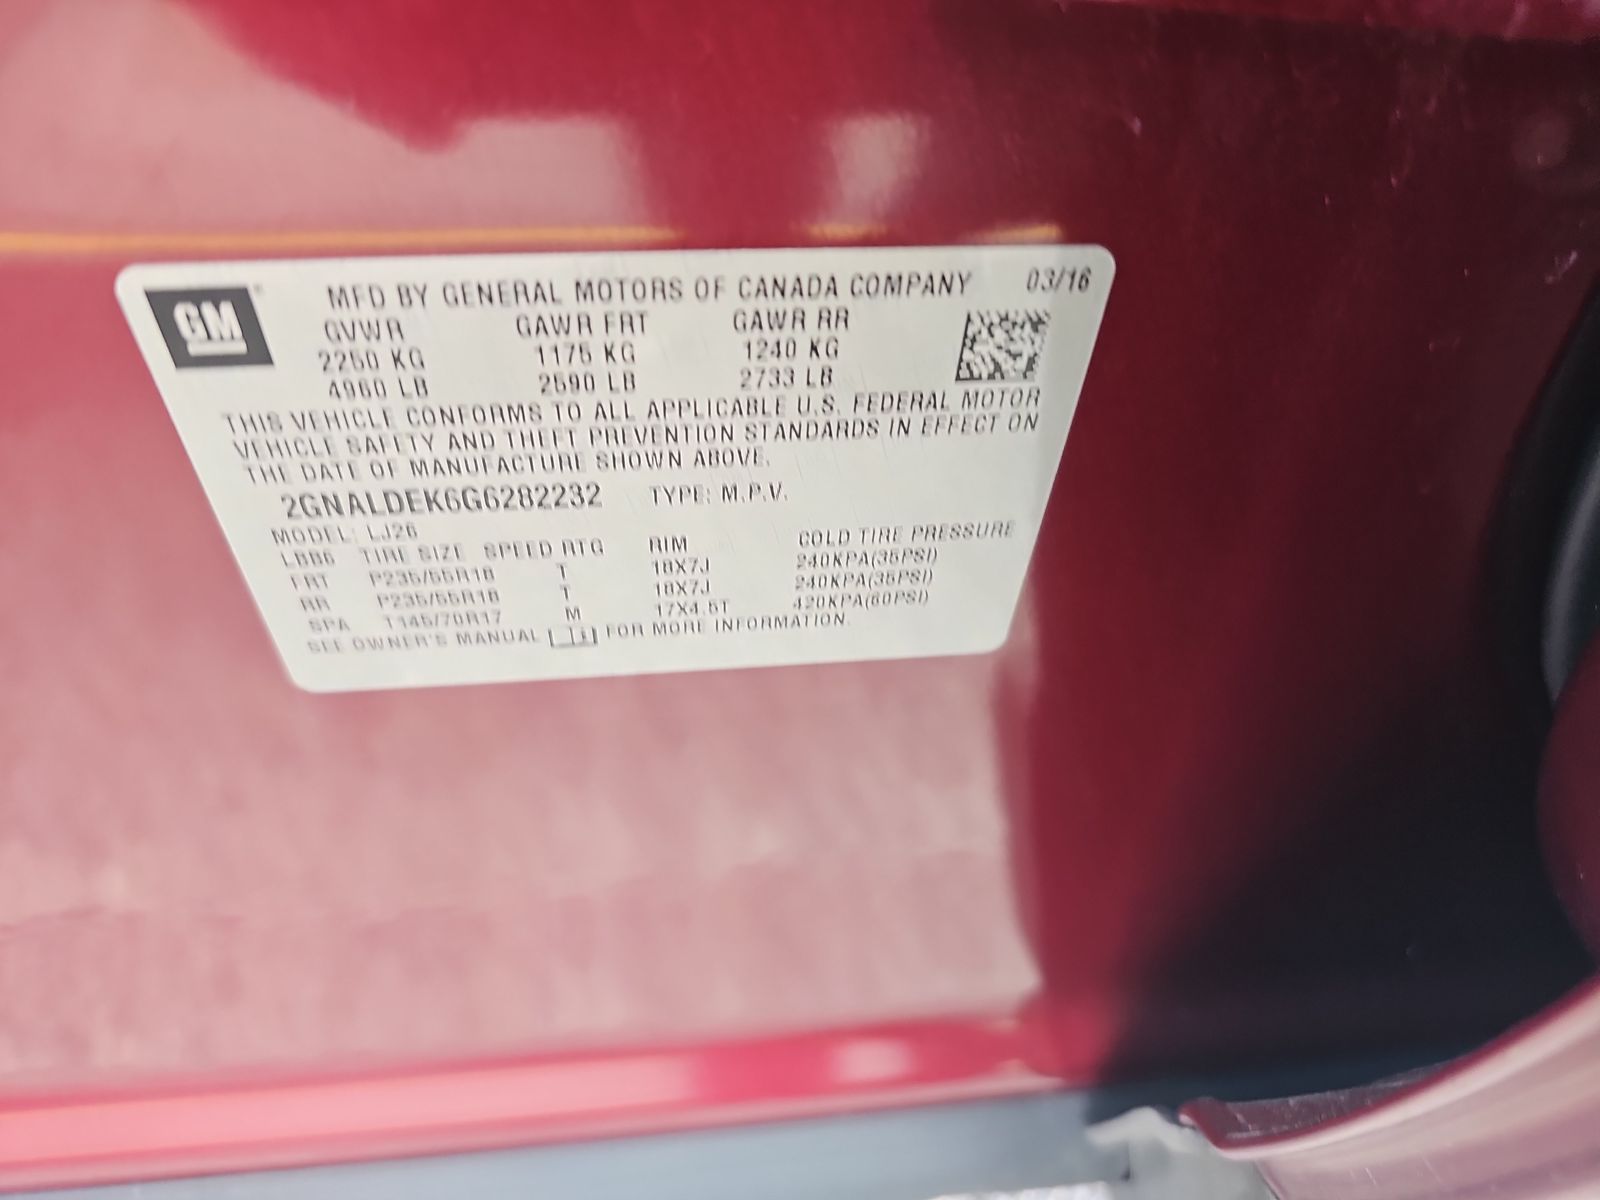 GM
MFD BY GENERAL MOTORS OF CANADA COMPANY 03/16
GVWR GAWR FRT GAWR RR
2250 KG 1175 KG 1240 KG
4960 LB 2590 LB 2733 LB
THIS VEHICLE CONFORMS TO ALL APPLICABLE U.S. FEDERAL MOTOR
VEHICLE SAFETY AND THEFT PREVENTION STANDARDS IN EFFECT ON
THE DATE OF MANUFACTURE SHOWN ABOVE.
2GNALDEK6G6282232 TYPE: M.P.V.
MODEL: LJ26
LBB6 TIRE SIZE SPEED RTG RIM COLD TIRE PRESSURE
FRT P235/55R18 T 18X7J 240KPA(35PSI)
RR P235/55R18 T 18X7J 240KPA(35PSI)
SPA T145/70R17 M 17X4.5T 420KPA(60PSI)
SEE OWNER'S MANUAL FOR MORE INFORMATION.